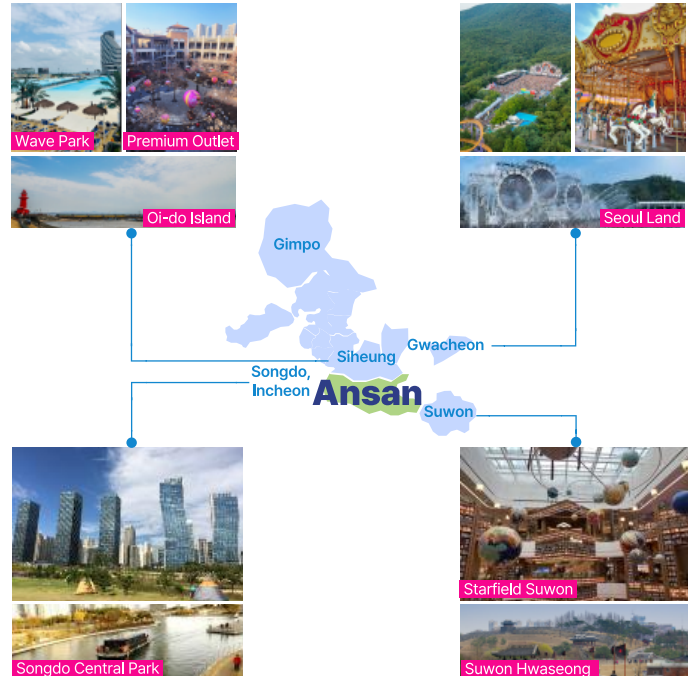 Wave Park
Premium Outlet
Oi-do Island
Seoul Land
Gimpo
Gwacheon
Siheung
Songdo,
Incheon
Ansan
Suwon
Starfield Suwon
Songdo Central Park
Suwon Hwaseong